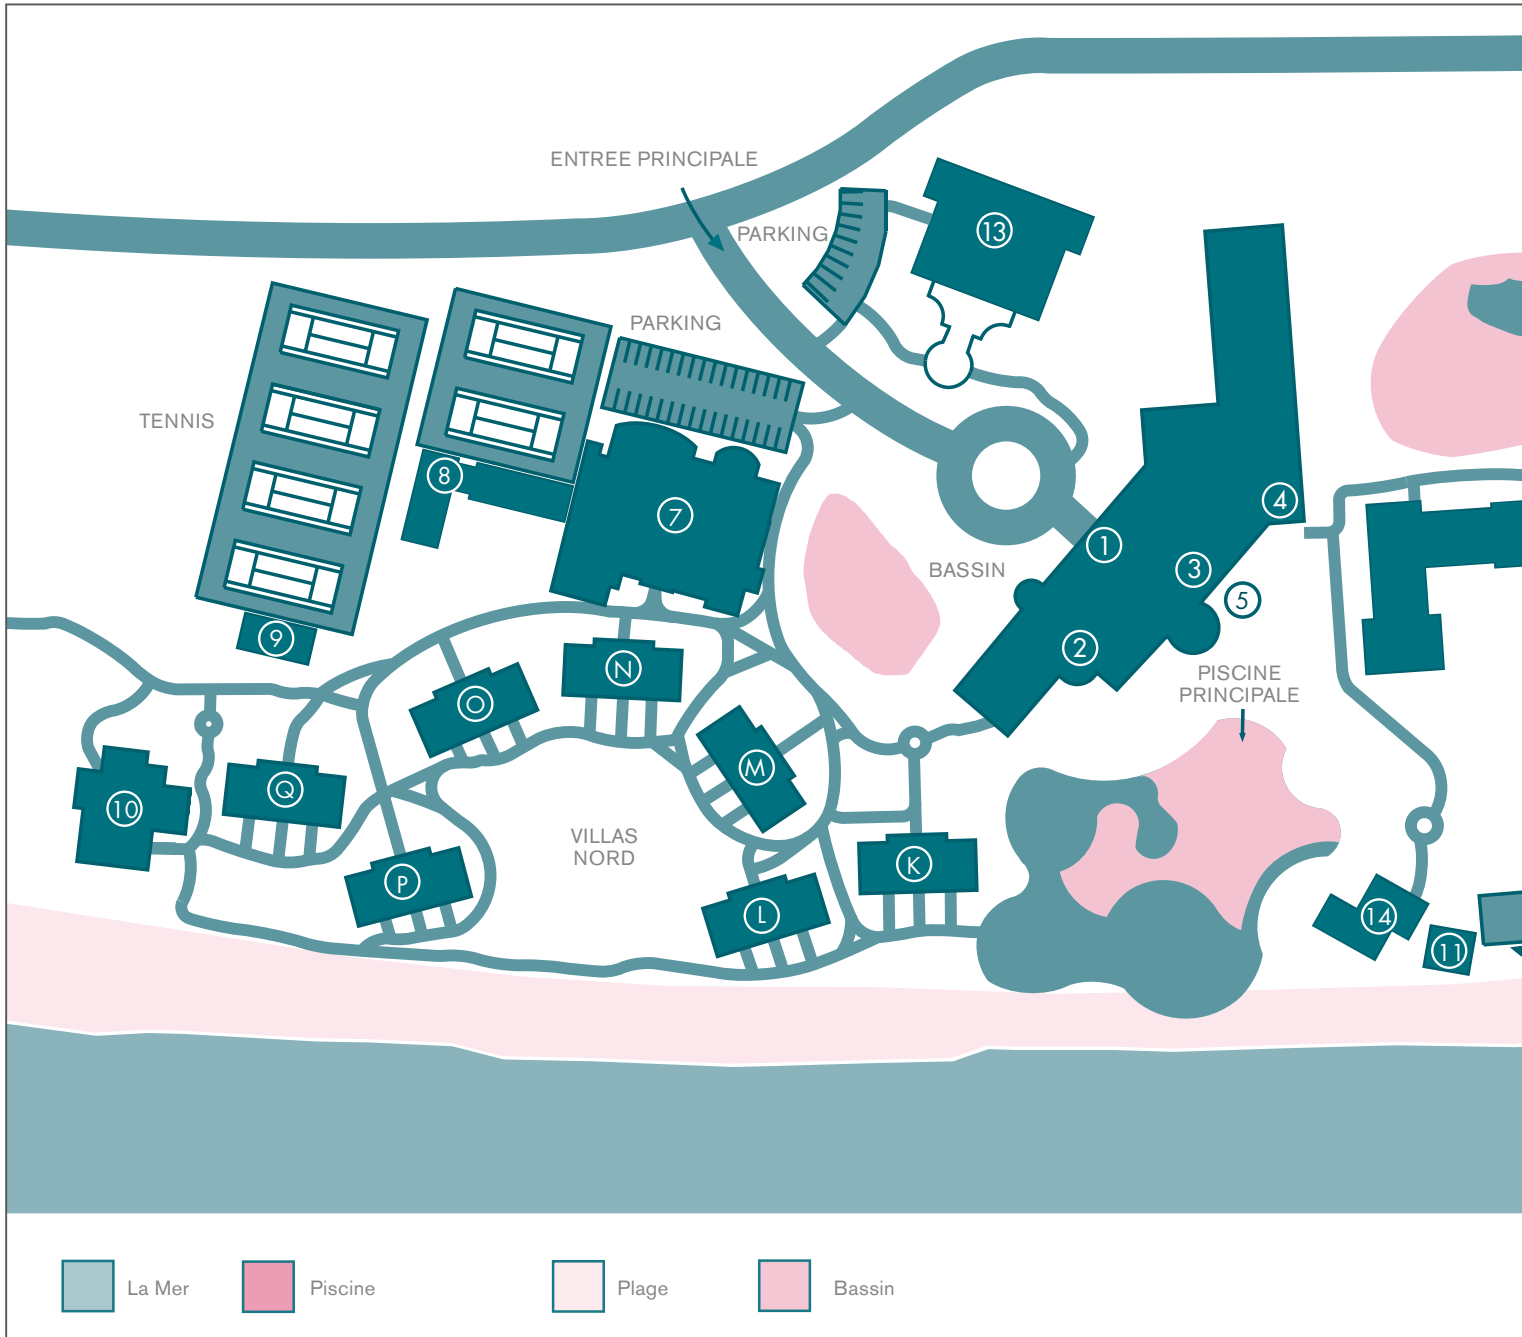 ENTREE PRINCIPALE
PARKING
13
PARKING
TENNIS
8
7
4
1
BASSIN
3
5
9
2
N
PISCINE
PRINCIPALE
O
M
Q
10
VILLAS
NORD
K
P
L
14
11
La Mer
Piscine
Plage
Bassin